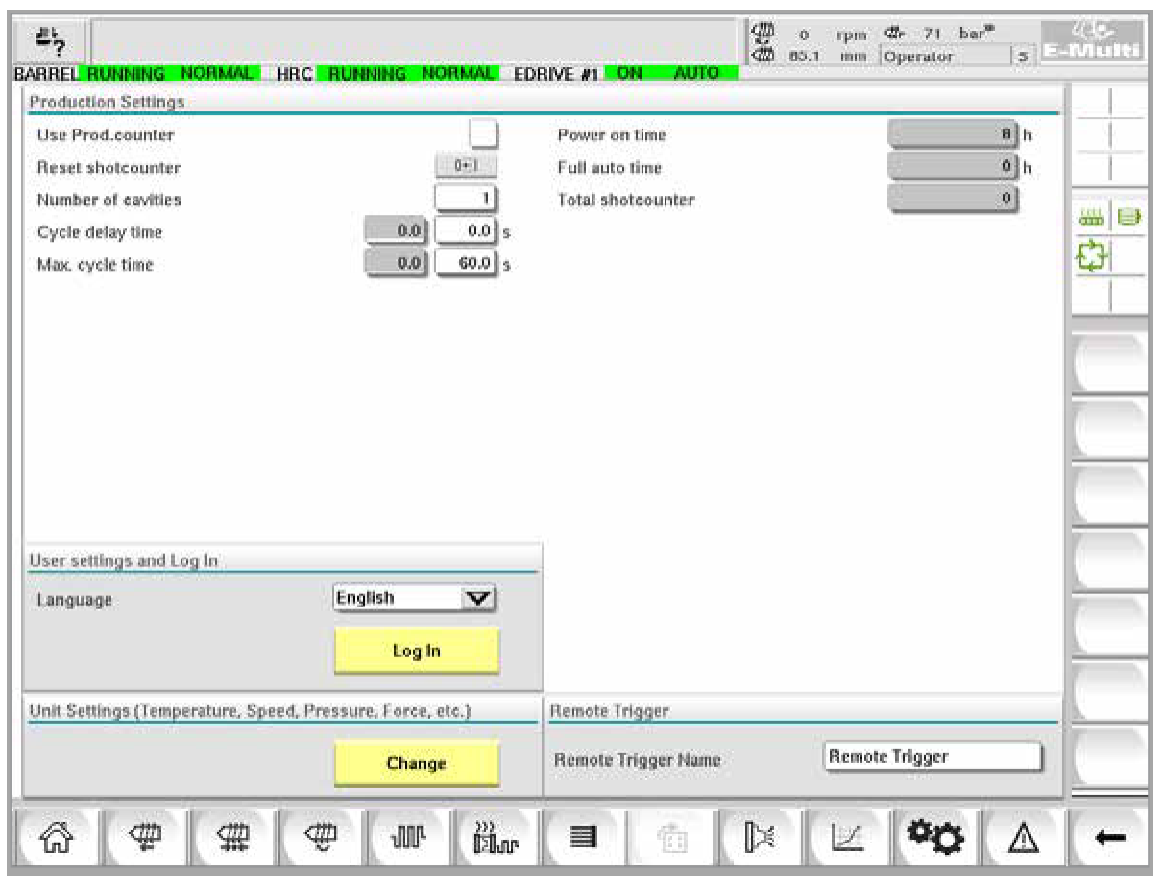 ?
0 rpm 71 bar
85.1 mm Operator 5
E-Multi
BARREL RUNNING NORMAL HRC RUNNING NORMAL EDRIVE #1 ON AUTO
Production Settings
Use Prod.counter
Reset shotcounter
Number of cavities 1
Cycle delay time 0.0 0.0 s
Max. cycle time 0.0 60.0 s
Power on time 8 h
Full auto time 0 h
Total shotcounter 0
User settings and Log In
Language English
Log In
Unit Settings (Temperature, Speed, Pressure, Force, etc.)
Change
Remote Trigger
Remote Trigger Name Remote Trigger